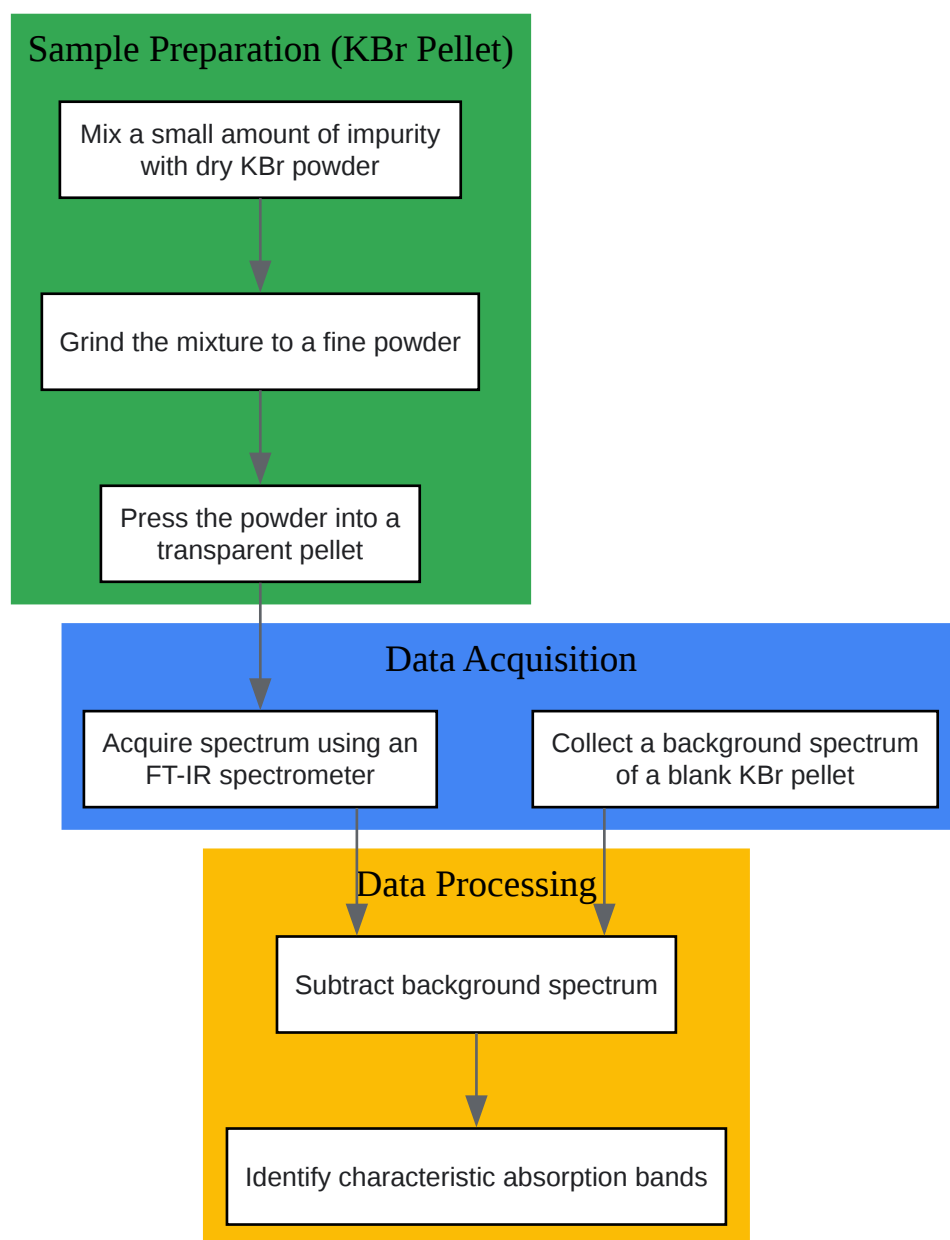 Sample Preparation (KBr Pellet)
Mix a small amount of impurity
with dry KBr powder
Grind the mixture to a fine powder
Press the powder into a
transparent pellet
Data Acquisition
Acquire spectrum using an
FT-IR spectrometer
Collect a background spectrum
of a blank KBr pellet
Data Processing
Subtract background spectrum
Identify characteristic absorption bands